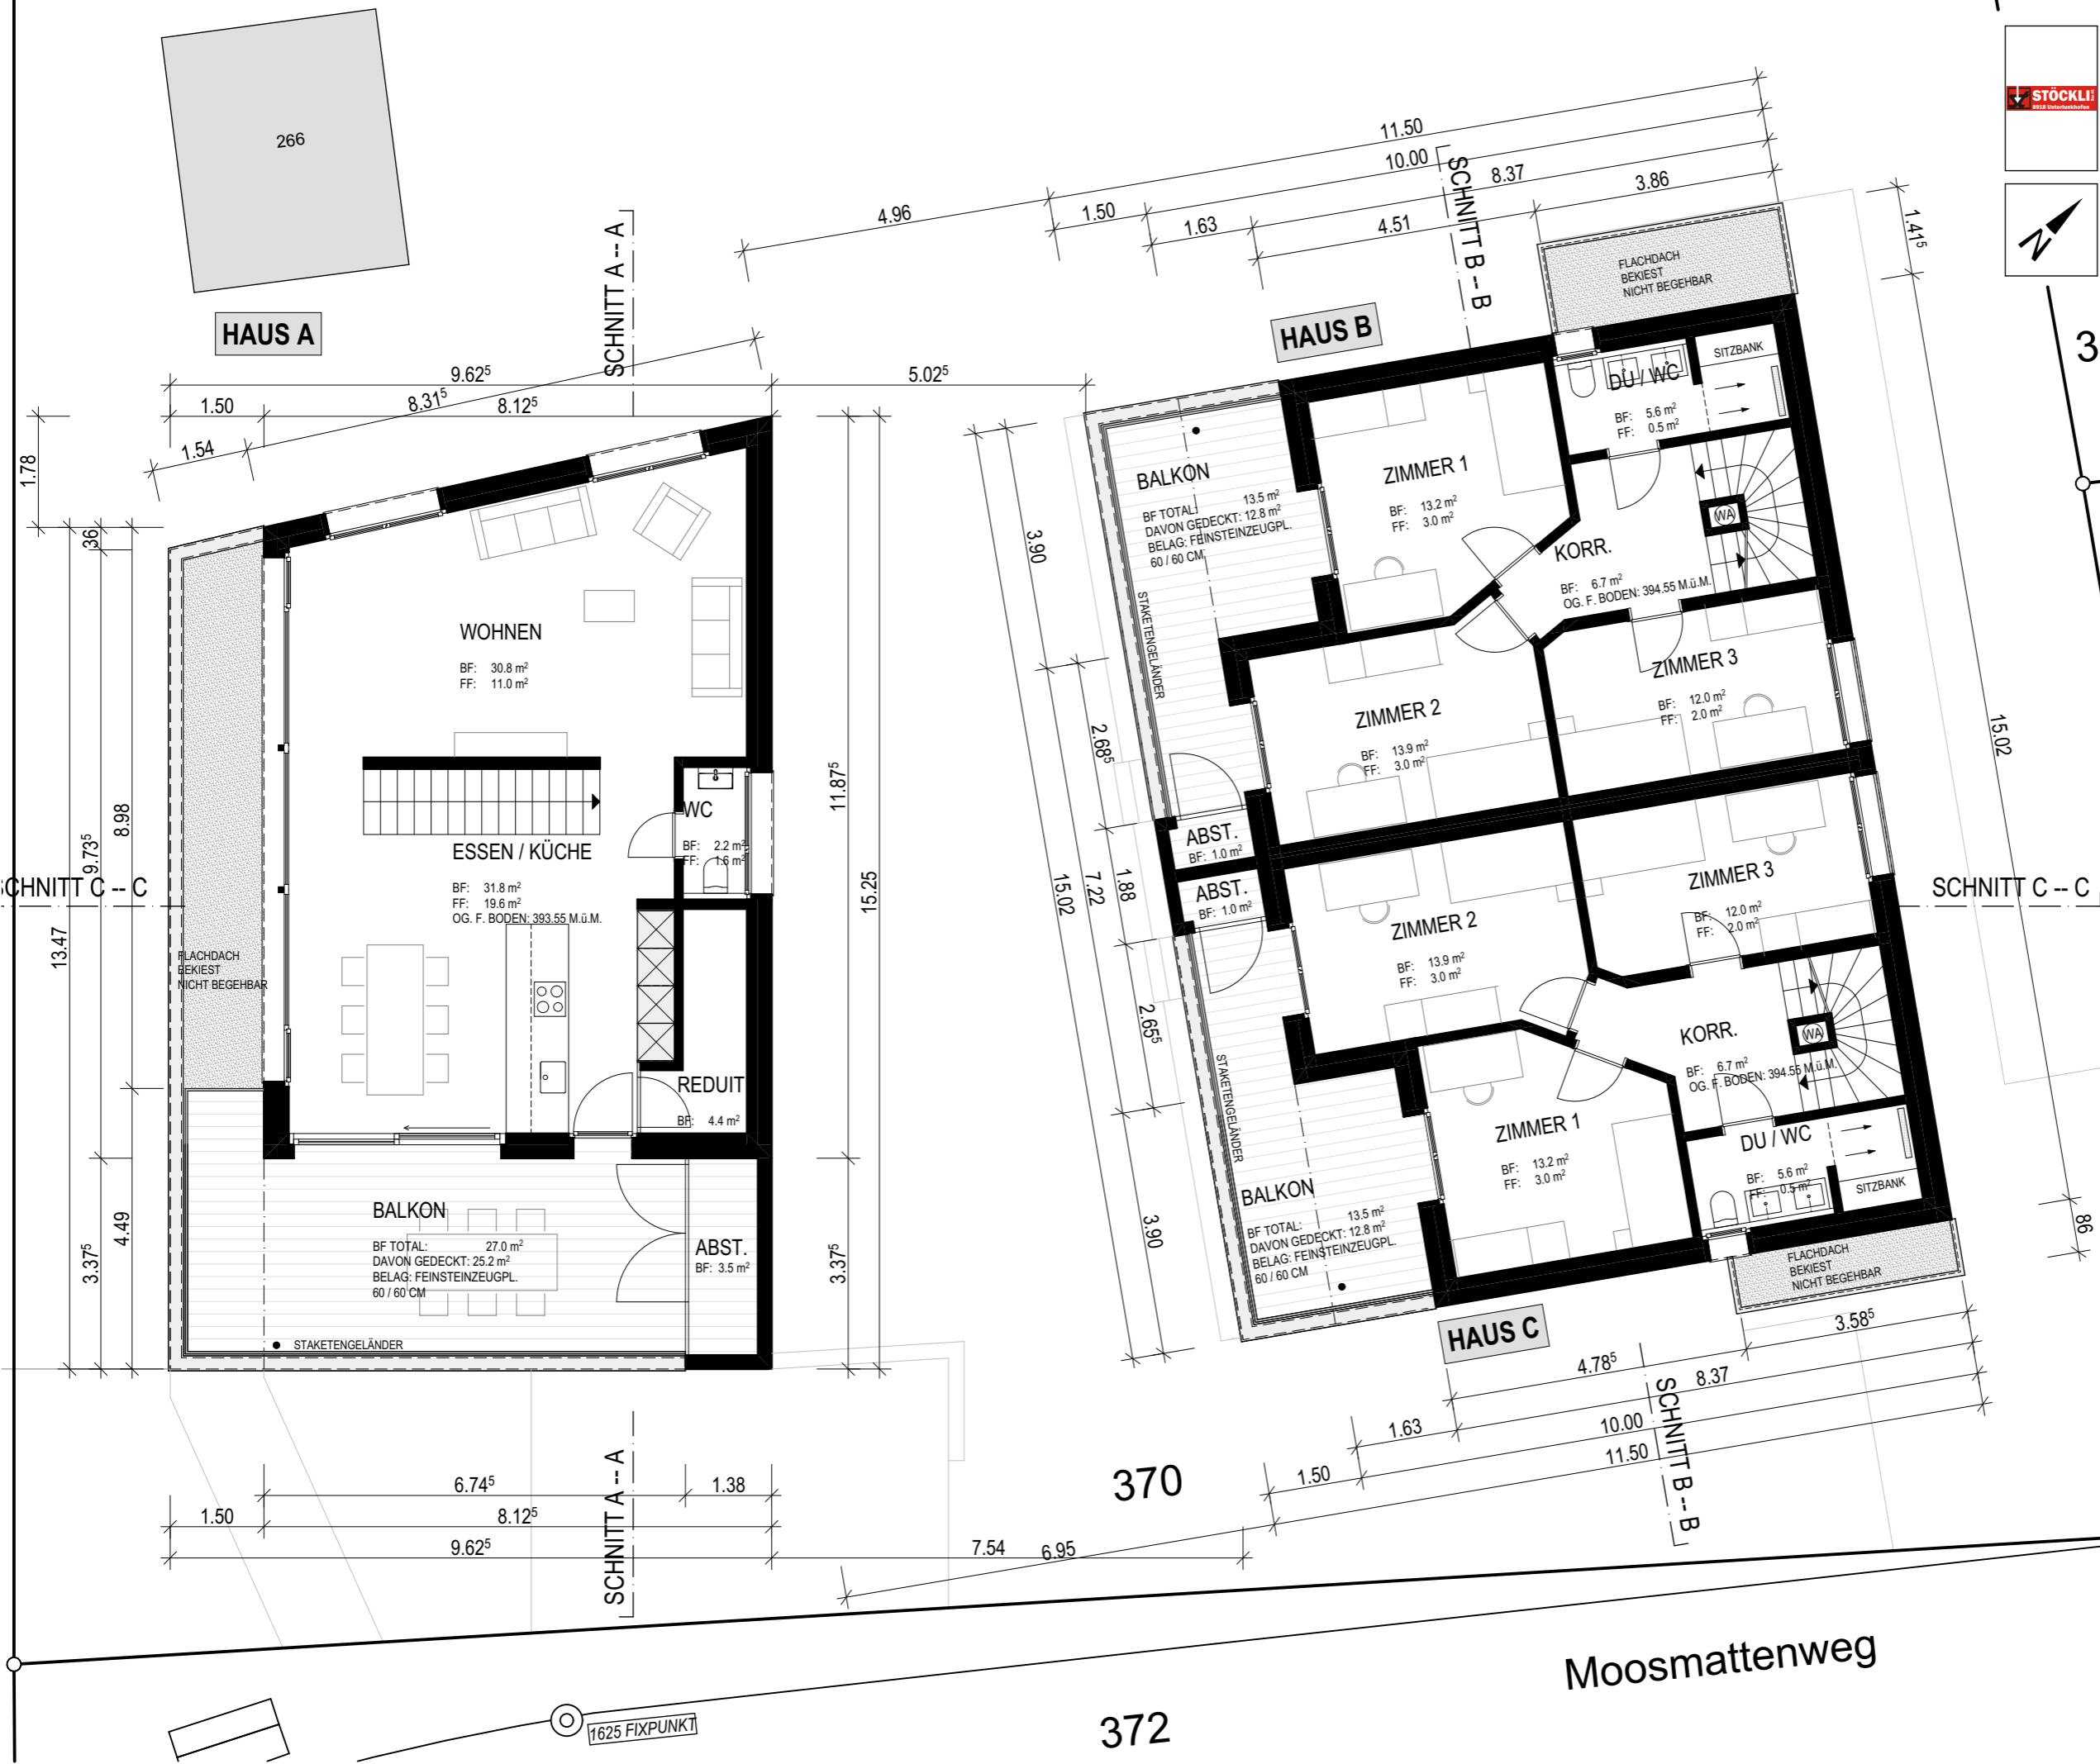 266
HAUS A
SCHNITT A -- A
9.62⁵
5.02⁵
1.50
8.31⁵
8.12⁵
1.54
1.78
36
8.98
9.73⁵
13.47
3.37⁵
4.49
11.87⁵
15.25
3.37⁵
WOHNEN
BF: 30.8 m²
FF: 11.0 m²
WC
BF: 2.2 m²
FF: 1.6 m²
ESSEN / KÜCHE
BF: 31.8 m²
FF: 19.6 m²
OG. F. BODEN: 393.55 M.ü.M.
SCHNITT C -- C
FLACHDACH
BEKIEST
NICHT BEGEHBAR
REDUIT
BF: 4.4 m²
BALKON
BF TOTAL: 27.0 m²
DAVON GEDECKT: 25.2 m²
BELAG: FEINSTEINZEUGPL.
60 / 60 CM
ABST.
BF: 3.5 m²
STAKETENGELÄNDER
6.74⁵
1.38
1.50
8.12⁵
9.62⁵
7.54
6.95
SCHNITT A -- A
4.96
11.50
10.00
8.37
3.86
1.50
1.63
4.51
SCHNITT B -- B
1.41⁵
STÖCKLI
8918 Unterlunkhofen
N
3
HAUS B
FLACHDACH
BEKIEST
NICHT BEGEHBAR
SITZBANK
DU / WC
BF: 5.6 m²
FF: 0.5 m²
BALKON
BF TOTAL: 13.5 m²
DAVON GEDECKT: 12.8 m²
BELAG: FEINSTEINZEUGPL.
60 / 60 CM
STAKETENGELÄNDER
ZIMMER 1
BF: 13.2 m²
FF: 3.0 m²
WA
KORR.
BF: 6.7 m²
OG. F. BODEN: 394.55 M.ü.M.
ZIMMER 2
BF: 13.9 m²
FF: 3.0 m²
ZIMMER 3
BF: 12.0 m²
FF: 2.0 m²
ABST.
BF: 1.0 m²
ABST.
BF: 1.0 m²
3.90
2.68⁵
1.88
7.22
15.02
2.65⁵
3.90
15.02
86
SCHNITT C -- C
ZIMMER 3
BF: 12.0 m²
FF: 2.0 m²
ZIMMER 2
BF: 13.9 m²
FF: 3.0 m²
KORR.
BF: 6.7 m²
OG. F. BODEN: 394.55 M.ü.M.
WA
STAKETENGELÄNDER
ZIMMER 1
BF: 13.2 m²
FF: 3.0 m²
DU / WC
BF: 5.6 m²
FF: 0.5 m²
SITZBANK
BALKON
BF TOTAL: 13.5 m²
DAVON GEDECKT: 12.8 m²
BELAG: FEINSTEINZEUGPL.
60 / 60 CM
FLACHDACH
BEKIEST
NICHT BEGEHBAR
HAUS C
3.58⁵
4.78⁵
8.37
1.63
10.00
1.50
11.50
SCHNITT B -- B
370
Moosmattenweg
1625 FIXPUNKT
372